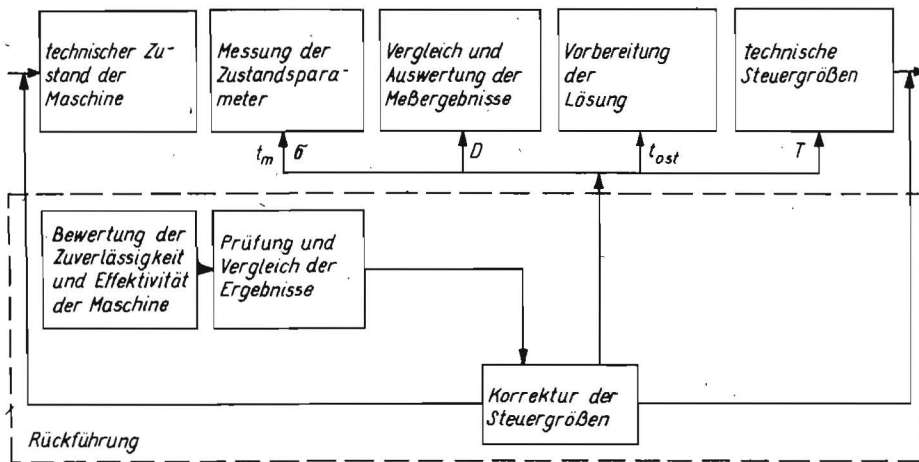 technischer Zu-
stand der
Maschine
Messung der
Zustandspara-
meter
Vergleich und
Auswertung der
Meßergebnisse
Vorbereitung
der
Lösung
technische
Steuergrößen
t_m σ
D
t_ost
T
Bewertung der
Zuverlässigkeit
und Effektivität
der Maschine
Prüfung und
Vergleich der
Ergebnisse
Korrektur der
Steuergrößen
Rückführung